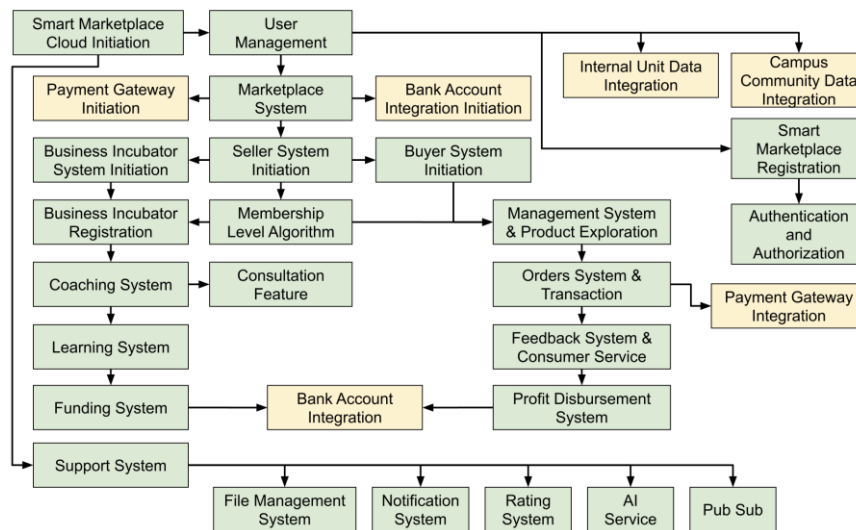 Smart Marketplace
Cloud Initiation
User
Management
Internal Unit Data
Integration
Campus
Community Data
Integration
Payment Gateway
Initiation
Marketplace
System
Bank Account
Integration Initiation
Smart
Marketplace
Registration
Business Incubator
System Initiation
Seller System
Initiation
Buyer System
Initiation
Business Incubator
Registration
Membership
Level Algorithm
Management System
& Product Exploration
Authentication
and
Authorization
Coaching System
Consultation
Feature
Orders System &
Transaction
Payment Gateway
Integration
Learning System
Feedback System &
Consumer Service
Funding System
Bank Account
Integration
Profit Disbursement
System
Support System
File Management
System
Notification
System
Rating
System
AI
Service
Pub Sub